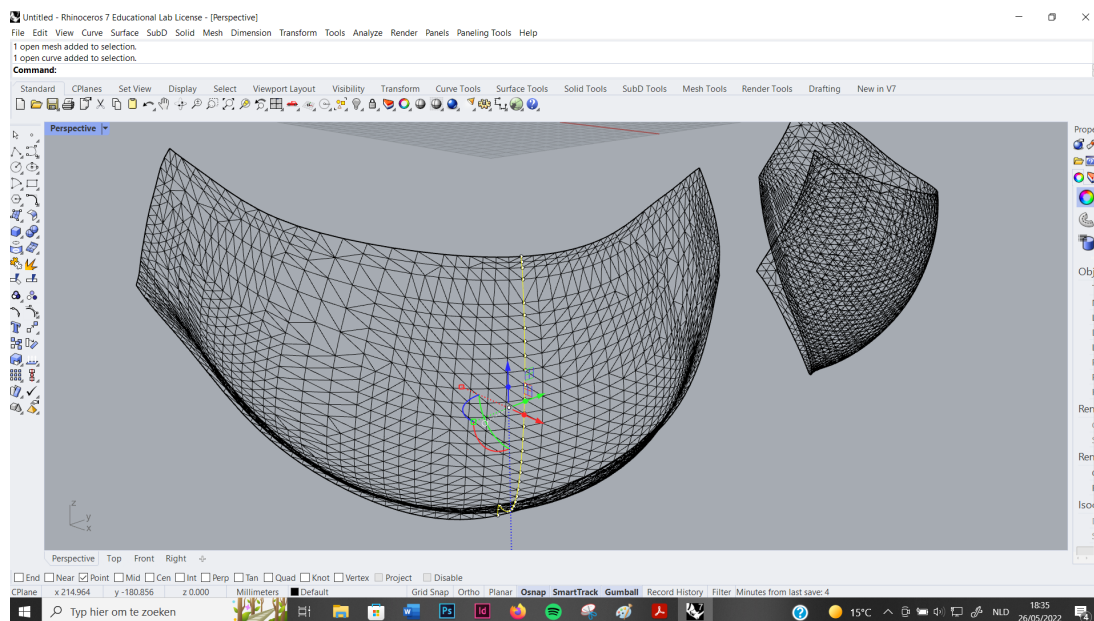 Untitled - Rhinoceros 7 Educational Lab License - [Perspective]
File Edit View Curve Surface SubD Solid Mesh Dimension Transform Tools Analyze Render Panels Paneling Tools Help
1 open mesh added to selection.
1 open curve added to selection.
Command:
Standard CPlanes Set View Display Select Viewport Layout Visibility Transform Curve Tools Surface Tools Solid Tools SubD Tools Mesh Tools Render Tools Drafting New in V7
Perspective
Prope
Obj
Ren
Ren
Isoc
z
y
x
Perspective Top Front Right
End Near Point Mid Cen Int Perp Tan Quad Knot Vertex Project Disable
CPlane x 214.964 y -180.856 z 0.000 Millimeters Default Grid Snap Ortho Planar Osnap SmartTrack Gumball Record History Filter Minutes from last save: 4
Typ hier om te zoeken
W Ps Id
15°C NLD 18:35
26/05/2022
4